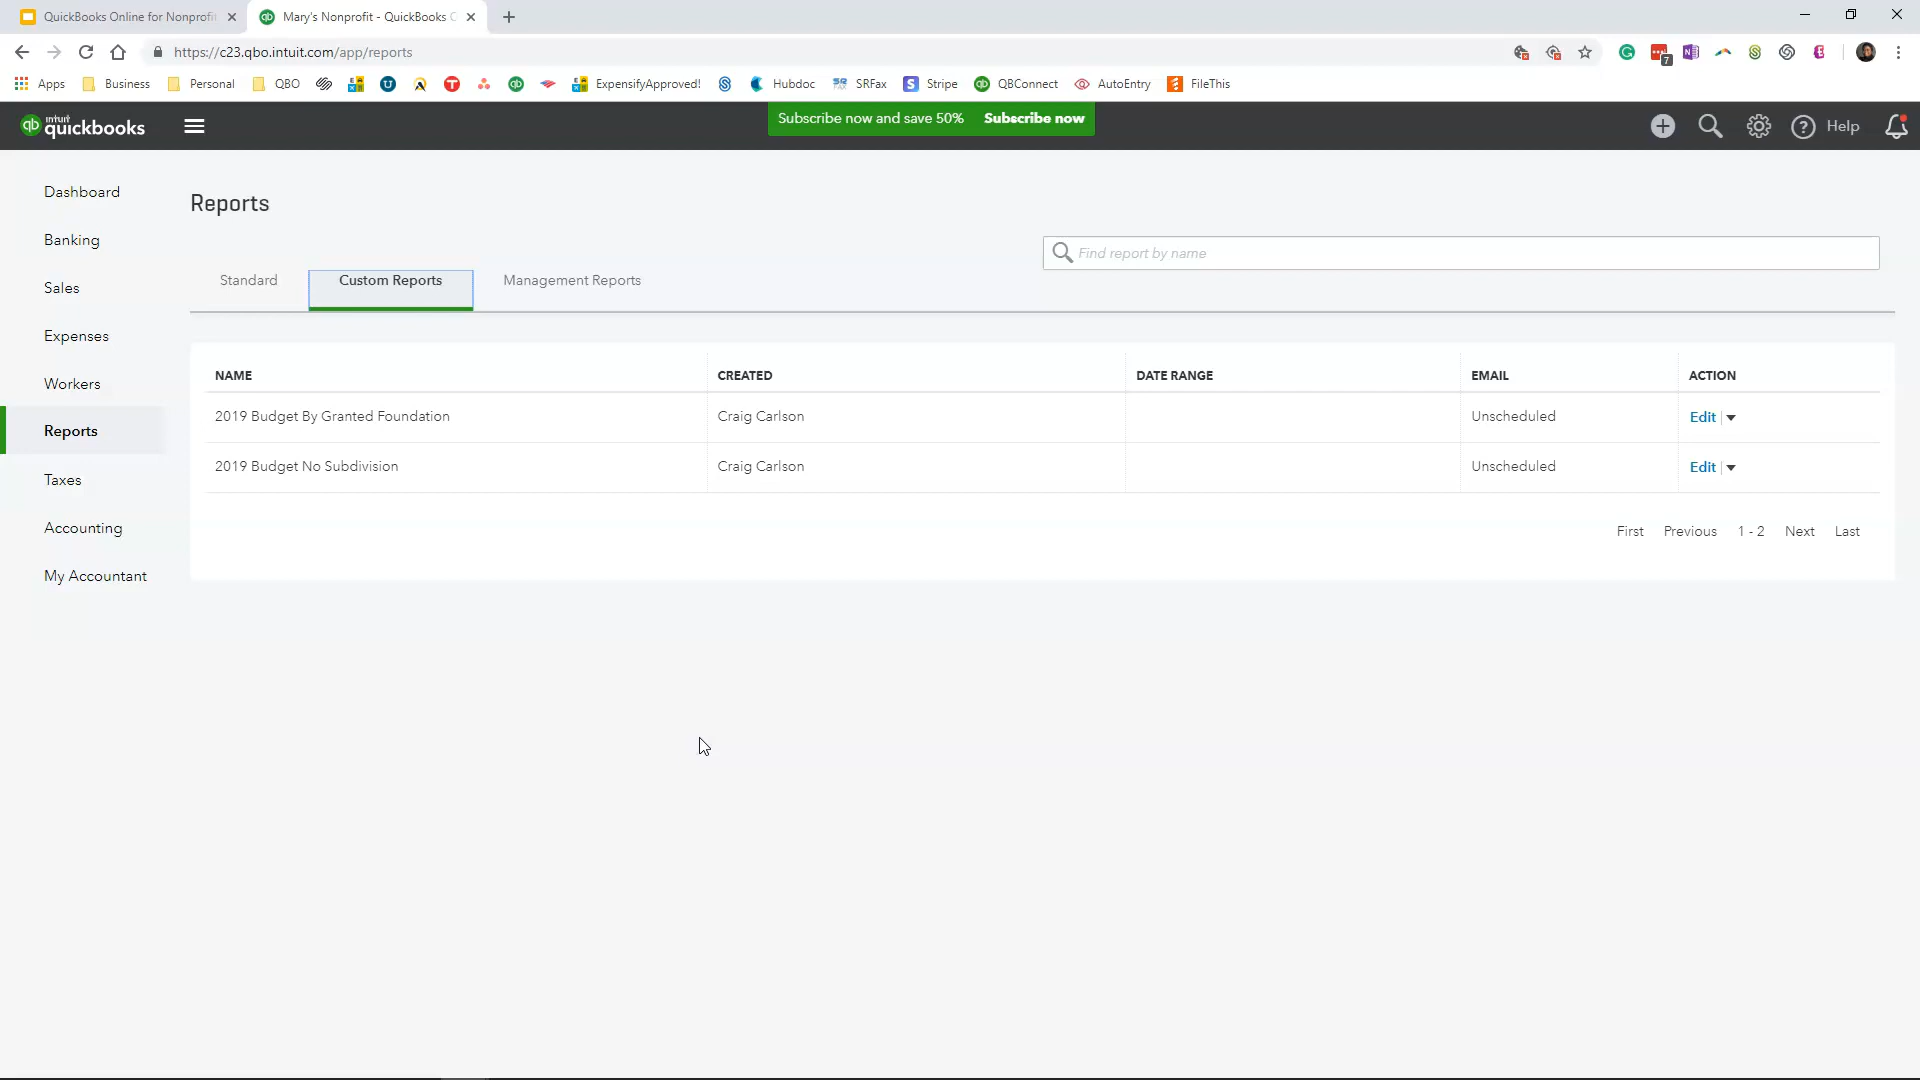 QuickBooks Online for Nonprofit
Mary's Nonprofit - QuickBooks O
https://c23.qbo.intuit.com/app/reports
7
Apps Business Personal QBO ExpensifyApproved! Hubdoc SRFax Stripe QBConnect AutoEntry FileThis
intuit quickbooks
Subscribe now and save 50% Subscribe now
Help
Dashboard
Banking
Sales
Expenses
Workers
Reports
Taxes
Accounting
My Accountant
Reports
Find report by name
Standard Custom Reports Management Reports
NAME CREATED DATE RANGE EMAIL ACTION
2019 Budget By Granted Foundation Craig Carlson Unscheduled Edit
2019 Budget No Subdivision Craig Carlson Unscheduled Edit
First Previous 1 - 2 Next Last